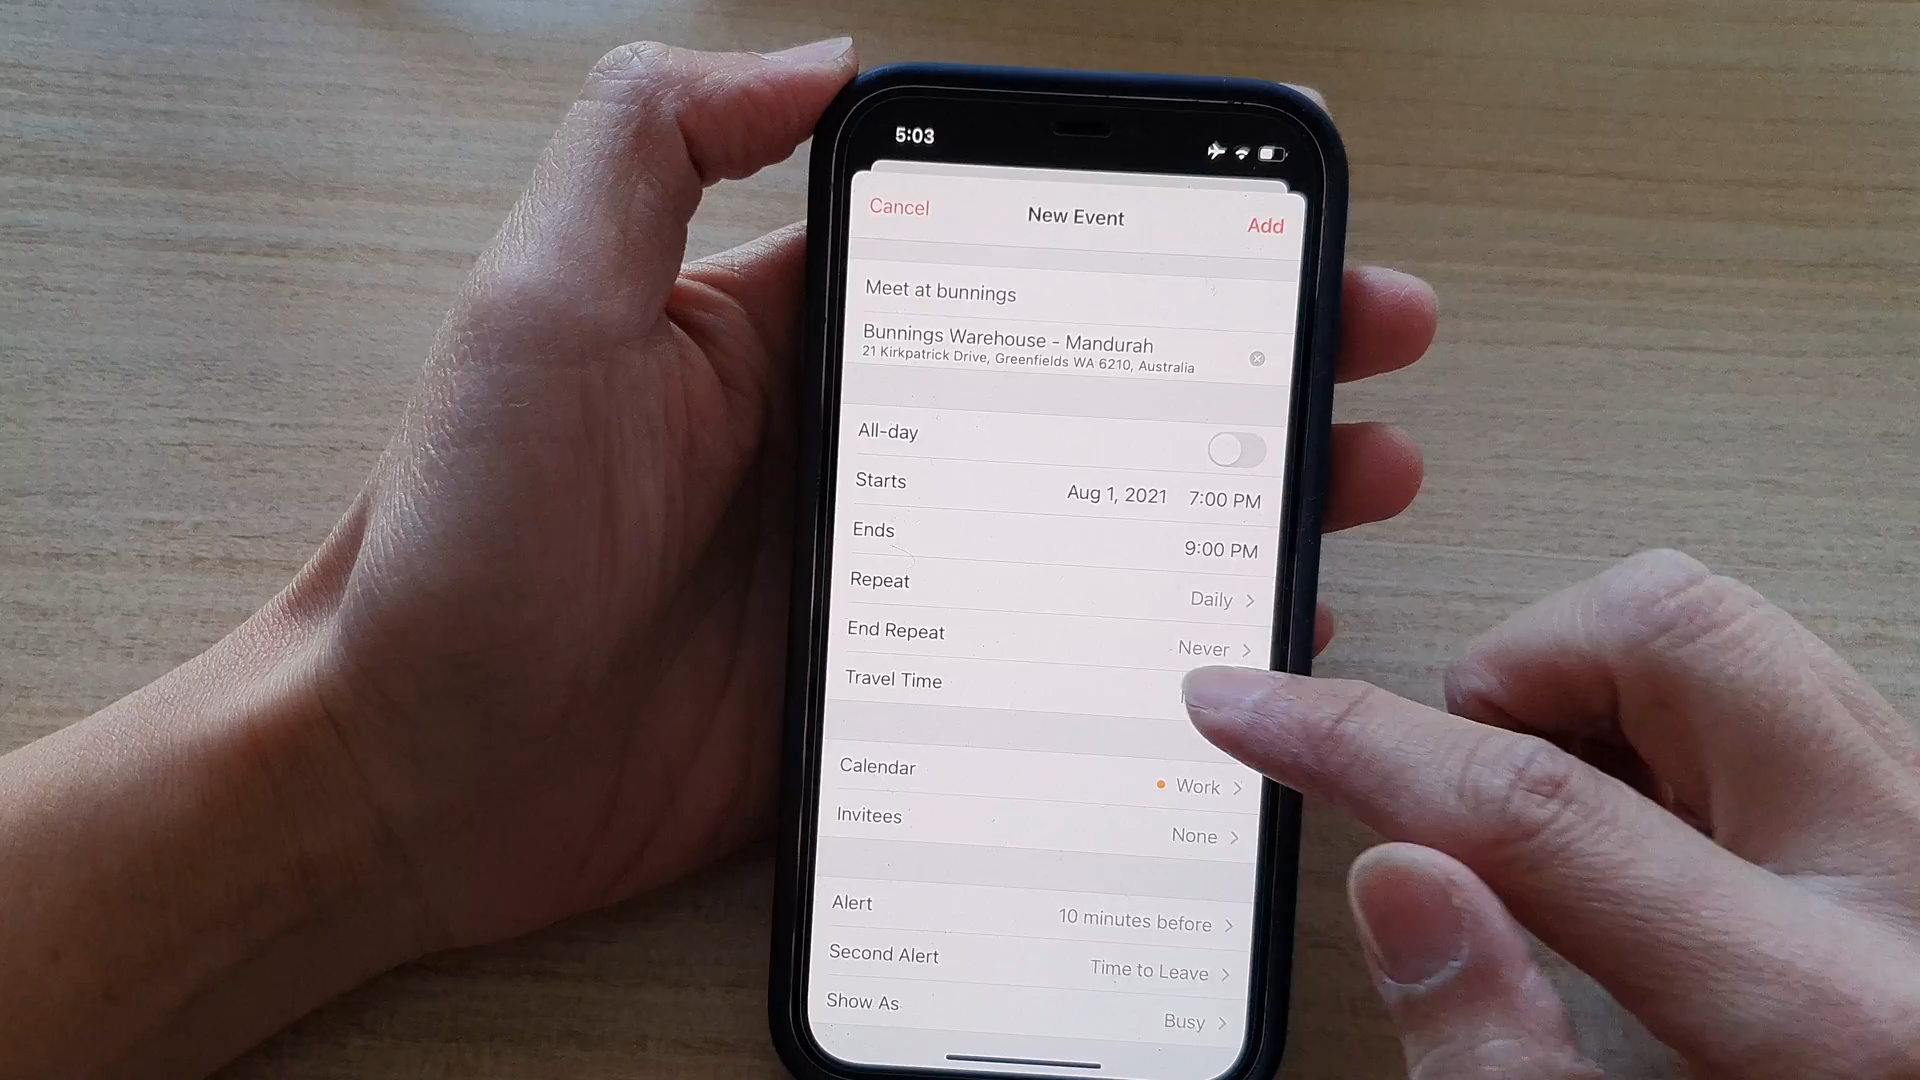 5:03
Cancel New Event Add
Meet at bunnings
Bunnings Warehouse - Mandurah
21 Kirkpatrick Drive, Greenfields WA 6210, Australia
All-day
Starts Aug 1, 2021 7:00 PM
Ends 9:00 PM
Repeat Daily
End Repeat Never
Travel Time
Calendar Work
Invitees None
Alert 10 minutes before
Second Alert Time to Leave
Show As Busy